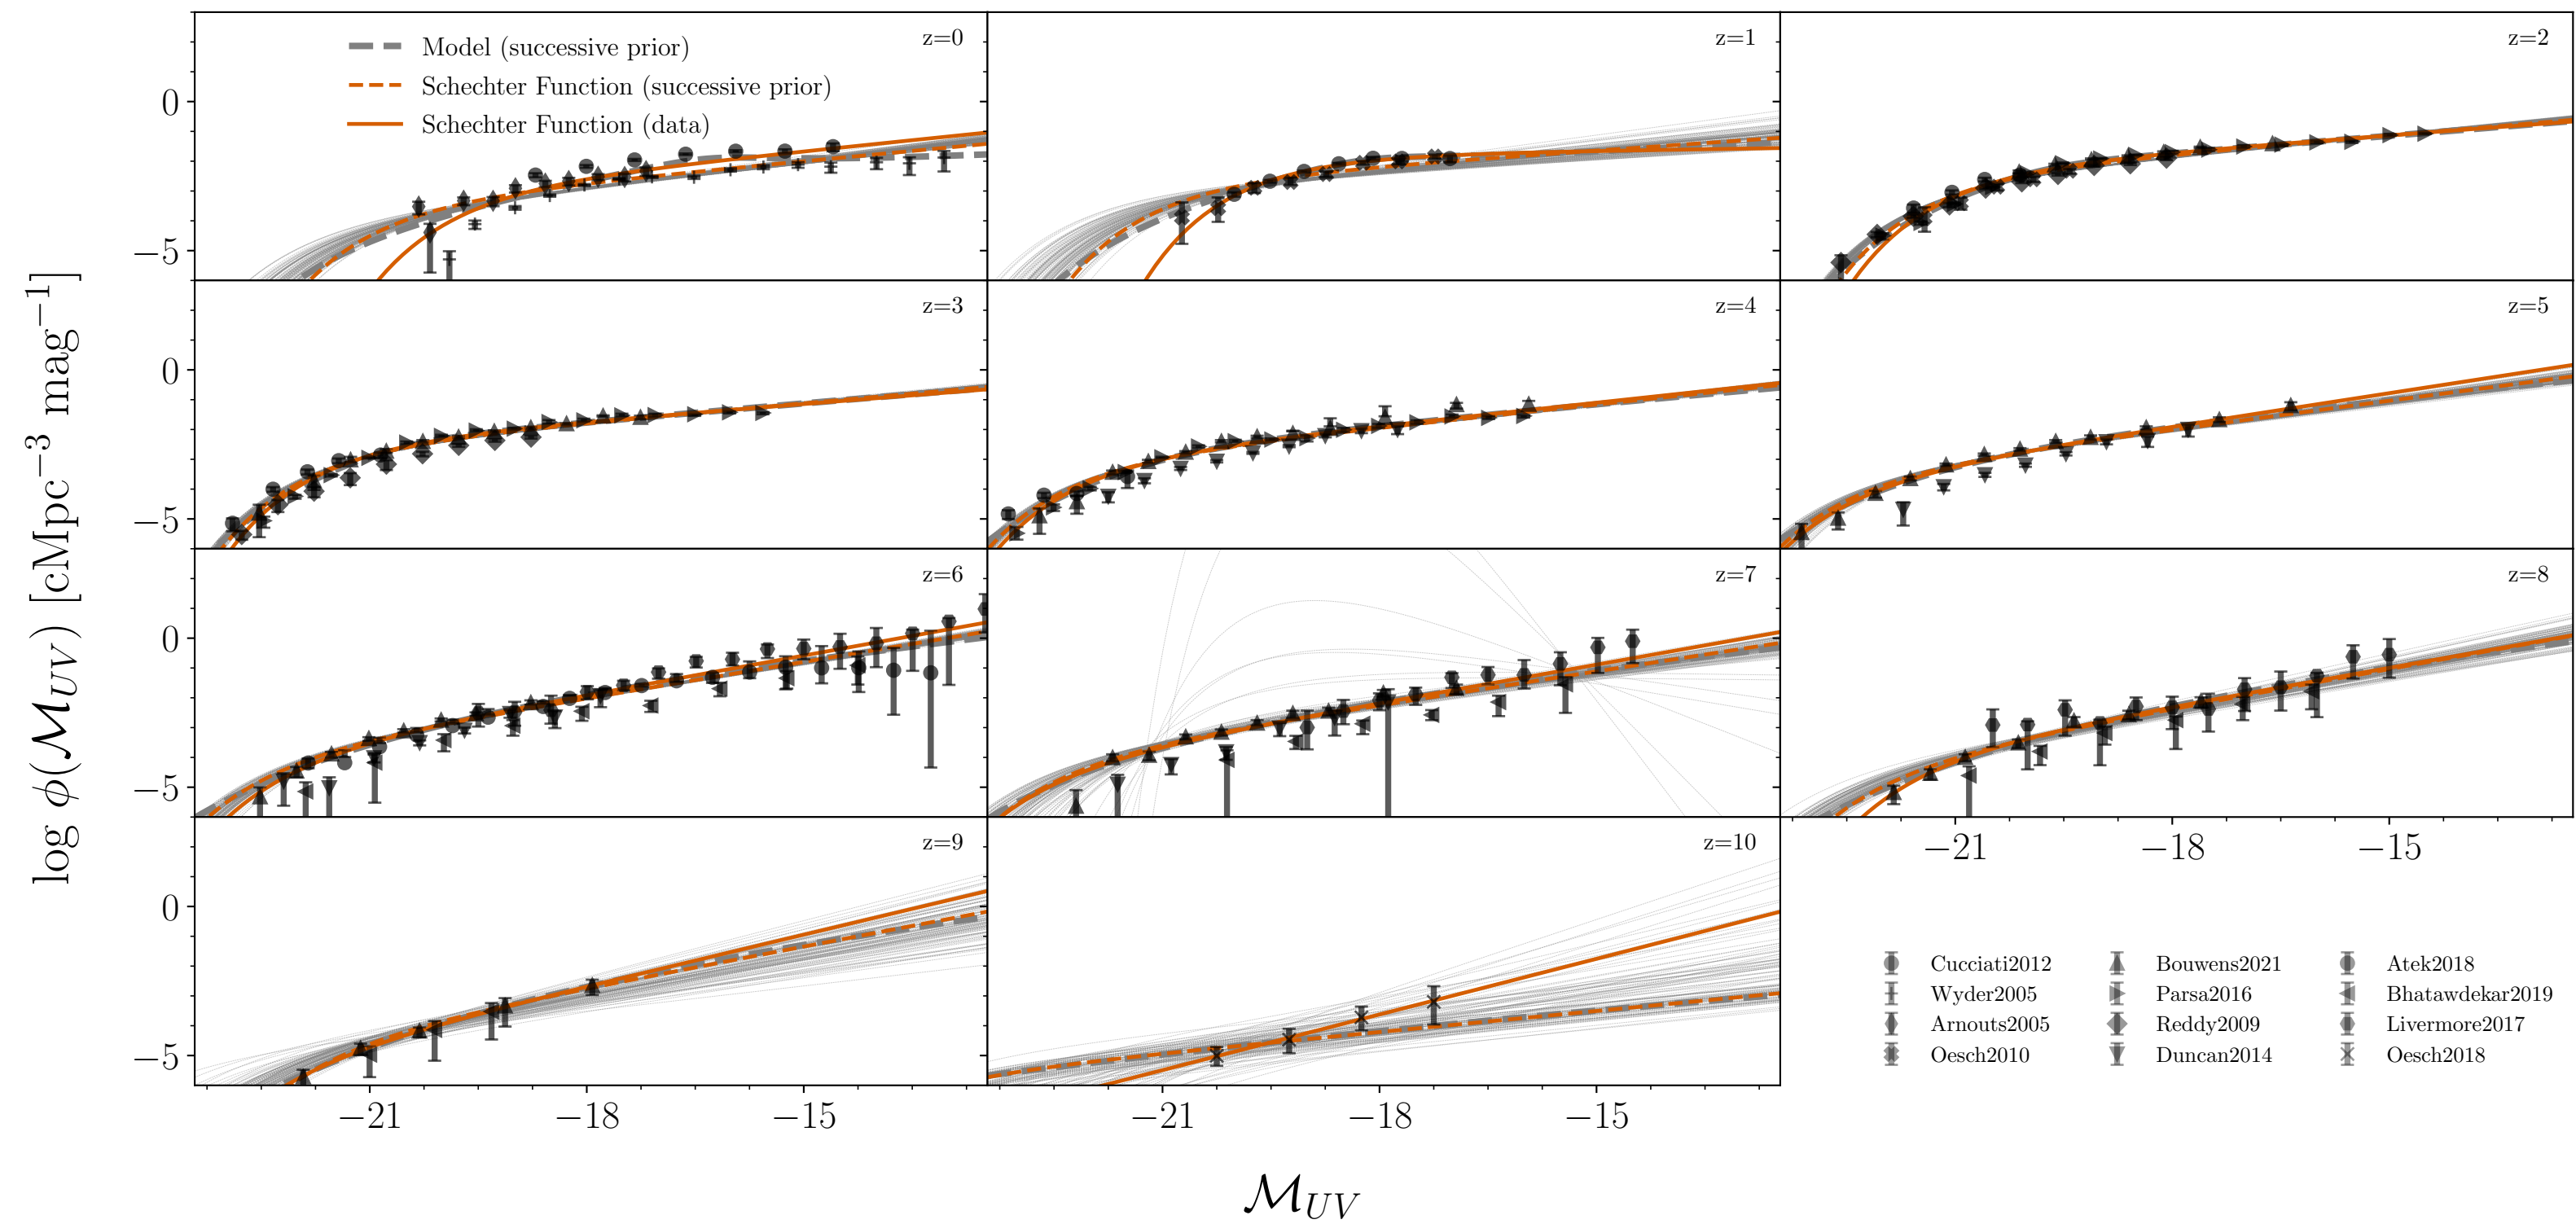 z=0
Model (successive prior)
Schechter Function (successive prior)
Schechter Function (data)
z=1
z=2
0
−5
z=3
z=4
z=5
0
−5
z=6
z=7
z=8
0
−5
−21 −18 −15
z=9
z=10
0
−5
−21 −18 −15
−21 −18 −15
log ϕ(ℳ_UV) [cMpc⁻³ mag⁻¹]
ℳ_UV
Cucciati2012
Wyder2005
Arnouts2005
Oesch2010
Bouwens2021
Parsa2016
Reddy2009
Duncan2014
Atek2018
Bhatawdekar2019
Livermore2017
Oesch2018